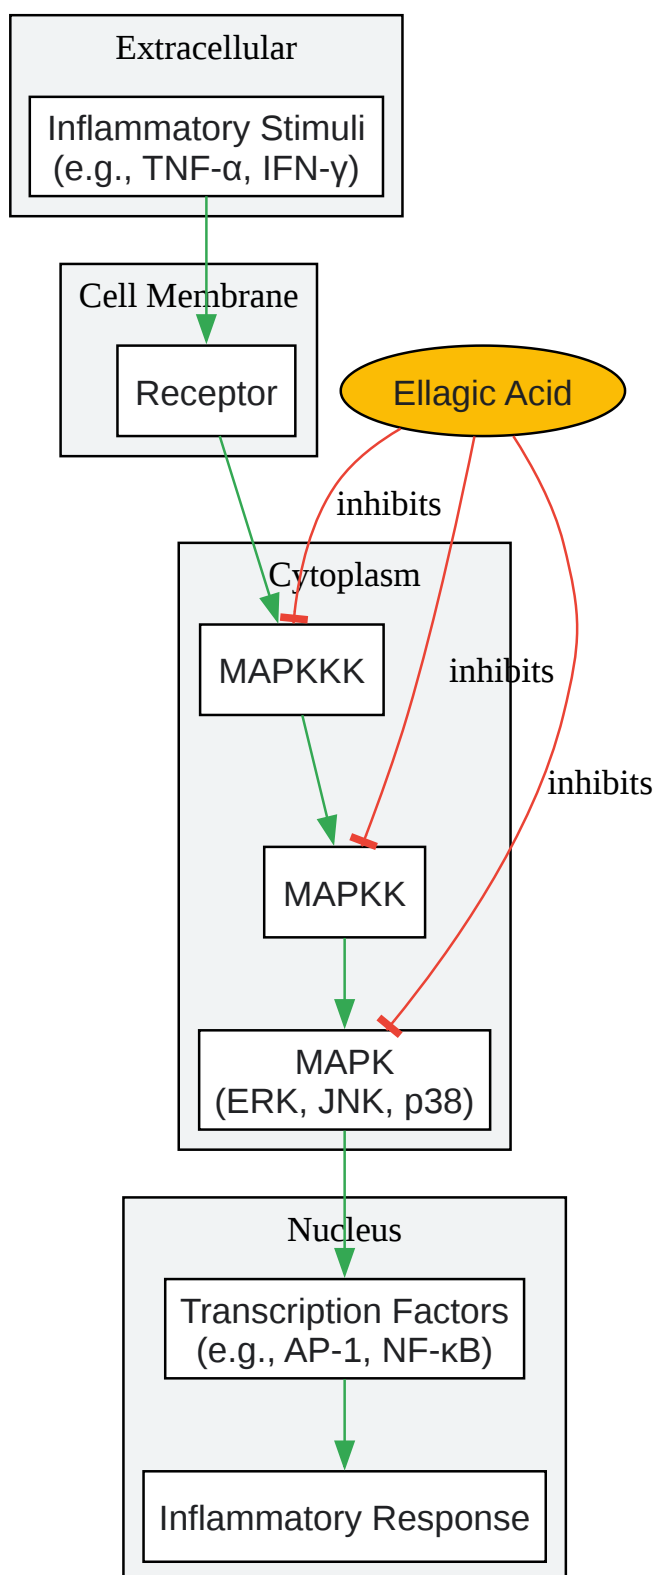 Extracellular
Inflammatory Stimuli
(e.g., TNF-α, IFN-γ)
Cell Membrane
Receptor
Ellagic Acid
inhibits
Cytoplasm
MAPKKK
inhibits
inhibits
MAPKK
MAPK
(ERK, JNK, p38)
Nucleus
Transcription Factors
(e.g., AP-1, NF-κB)
Inflammatory Response